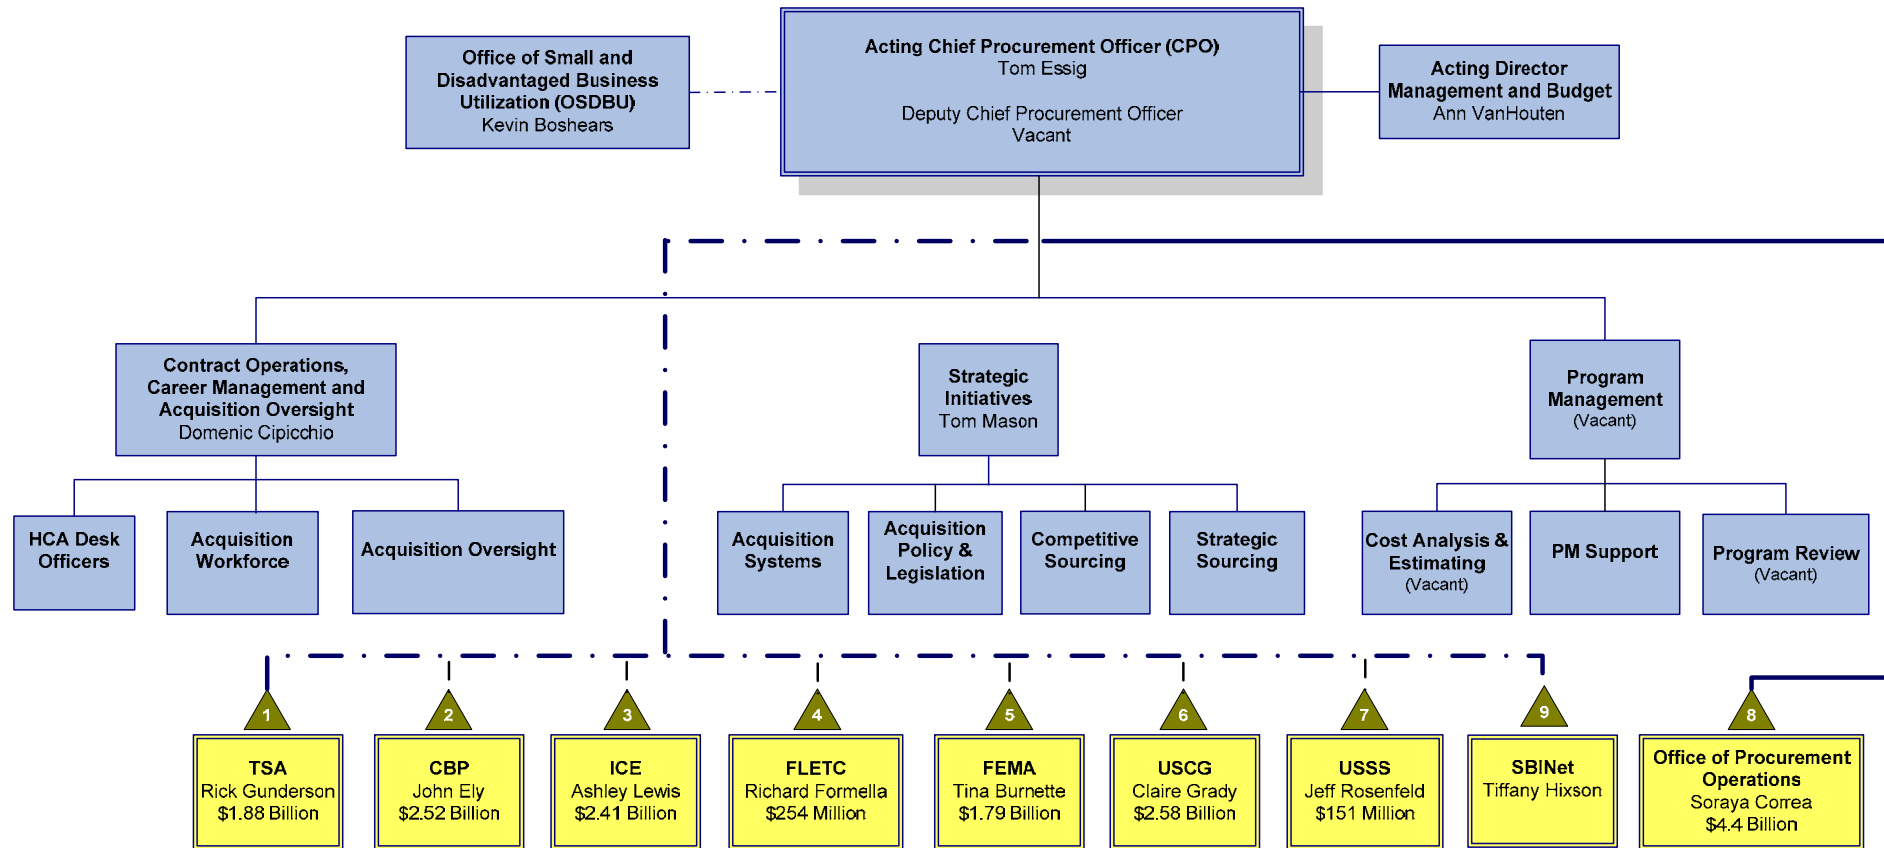 Office of Small and
Disadvantaged Business
Utilization (OSDBU)
Kevin Boshears
Acting Chief Procurement Officer (CPO)
Tom Essig
Deputy Chief Procurement Officer
Vacant
Acting Director
Management and Budget
Ann VanHouten
Contract Operations,
Career Management and
Acquisition Oversight
Domenic Cipicchio
Strategic
Initiatives
Tom Mason
Program
Management
(Vacant)
HCA Desk
Officers
Acquisition
Workforce
Acquisition Oversight
Acquisition
Systems
Acquisition
Policy &
Legislation
Competitive
Sourcing
Strategic
Sourcing
Cost Analysis &
Estimating
(Vacant)
PM Support
Program Review
(Vacant)
1
TSA
Rick Gunderson
$1.88 Billion
2
CBP
John Ely
$2.52 Billion
3
ICE
Ashley Lewis
$2.41 Billion
4
FLETC
Richard Formella
$254 Million
5
FEMA
Tina Burnette
$1.79 Billion
6
USCG
Claire Grady
$2.58 Billion
7
USSS
Jeff Rosenfeld
$151 Million
9
SBINet
Tiffany Hixson
8
Office of Procurement
Operations
Soraya Correa
$4.4 Billion